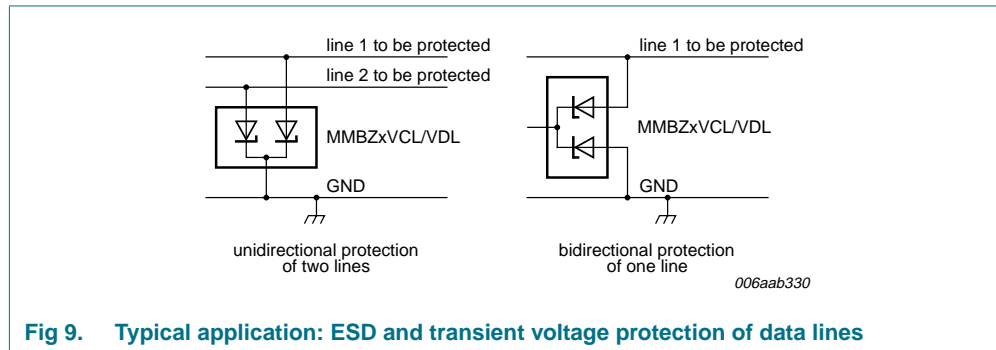 line 1 to be protected
line 2 to be protected
MMBZxVCL/VDL
GND
unidirectional protection
of two lines
line 1 to be protected
MMBZxVCL/VDL
GND
bidirectional protection
of one line
006aab330
Fig 9. Typical application: ESD and transient voltage protection of data lines